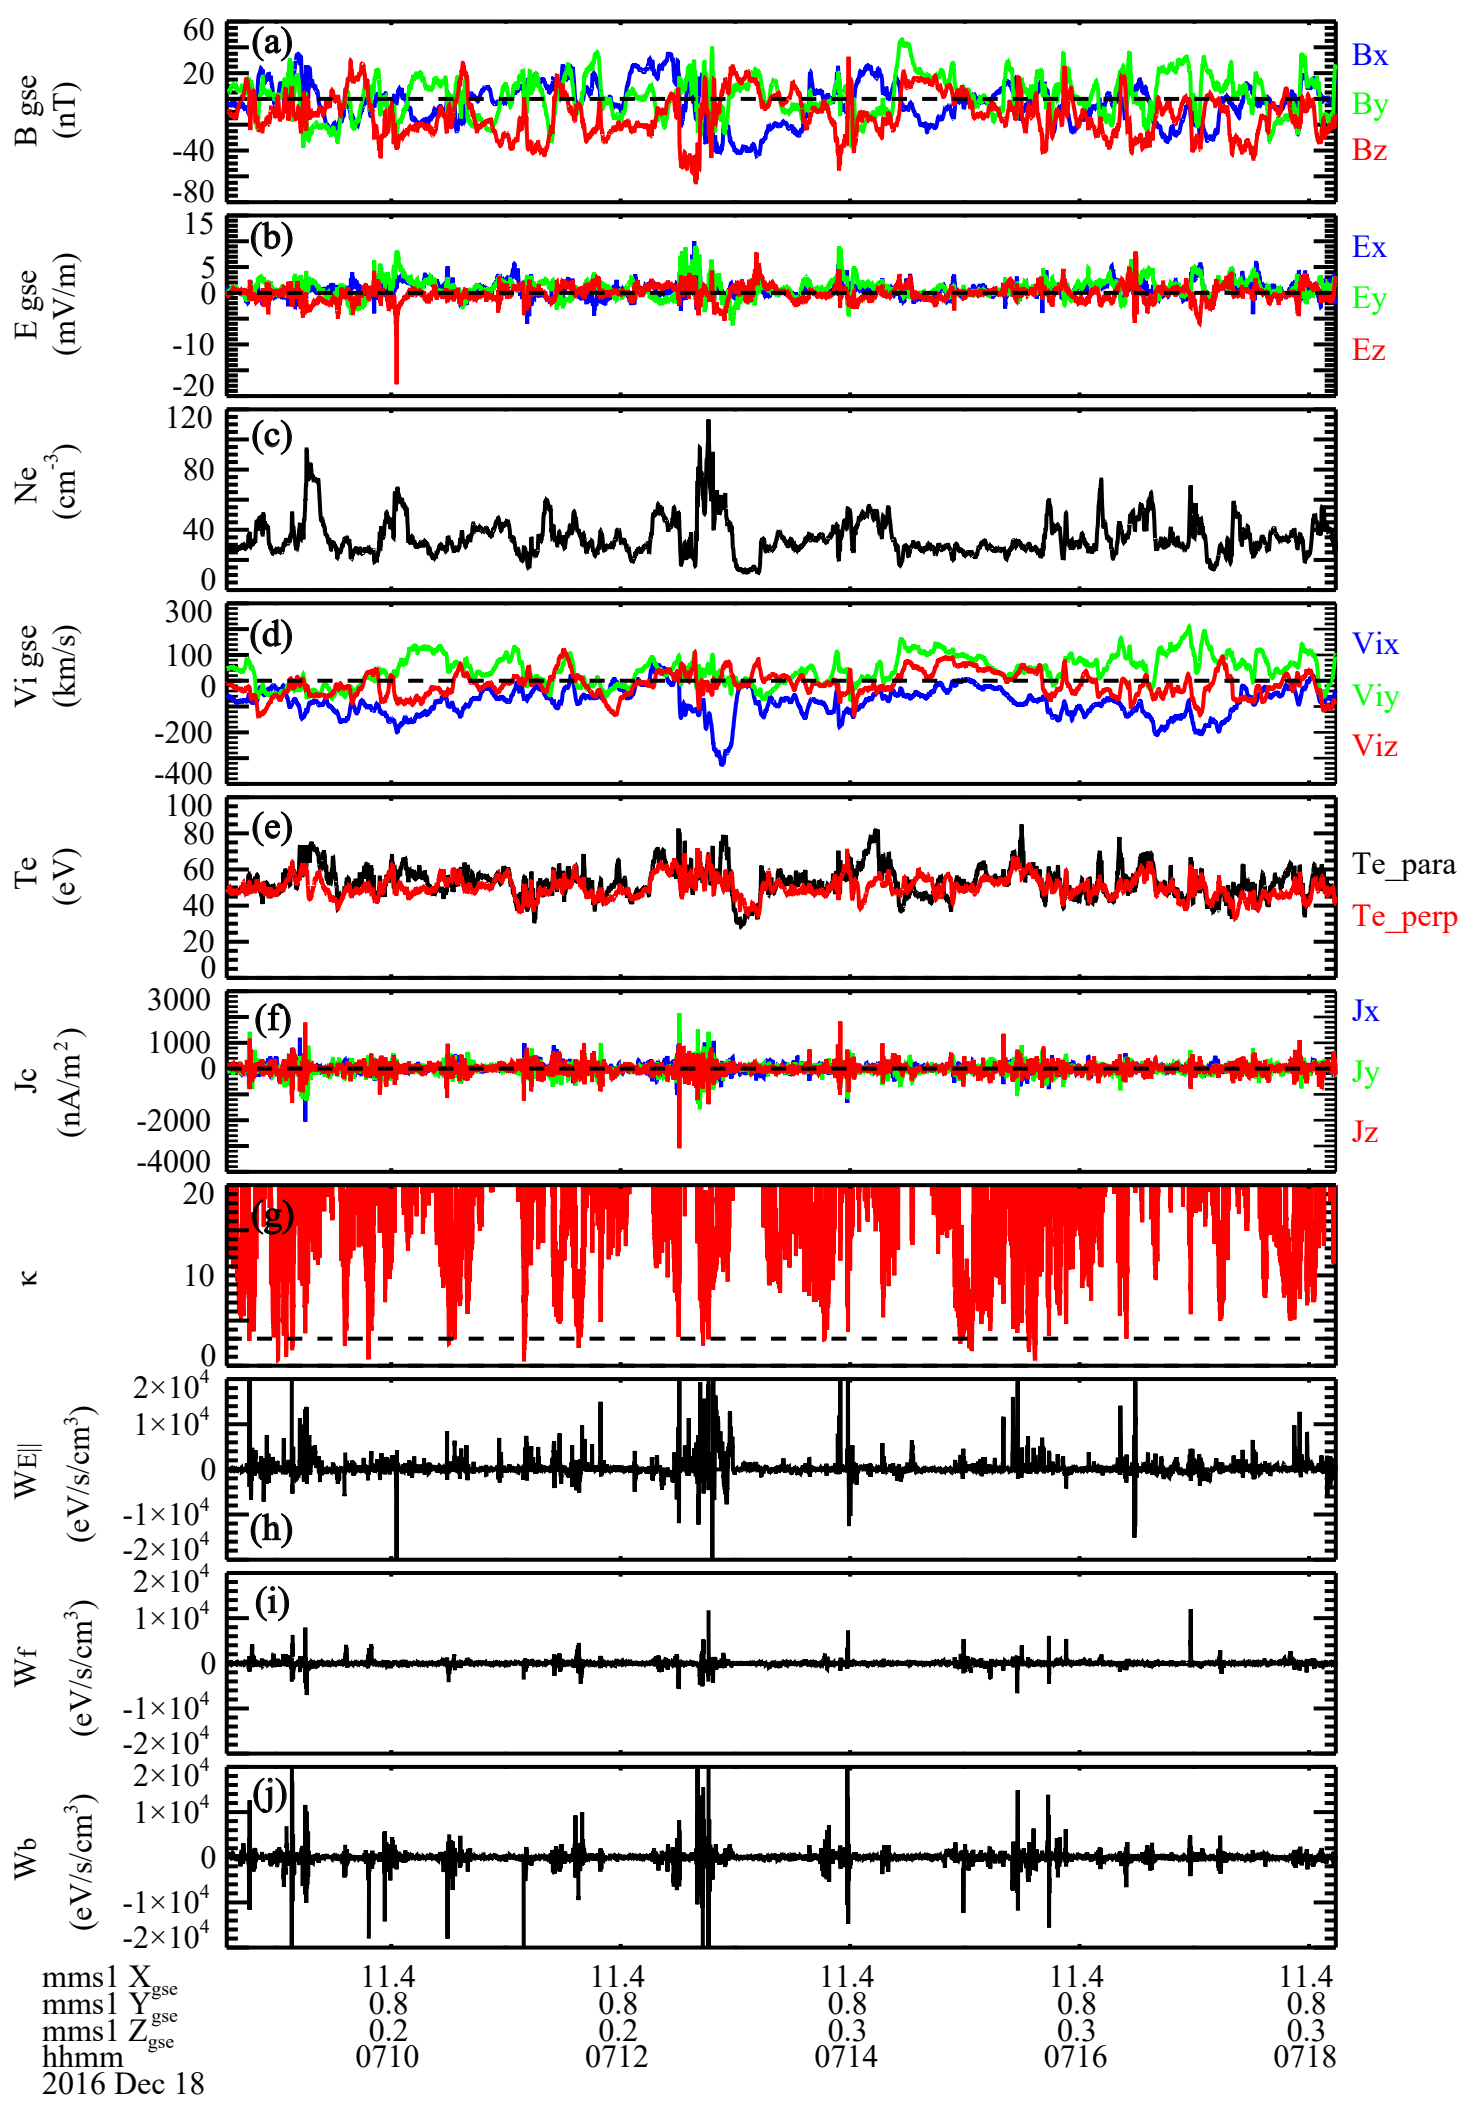 60
20
-40
-80
B gse
(nT)
(a)
Bx
By
Bz
15
5
0
-10
-20
E gse
(mV/m)
(b)
Ex
Ey
Ez
120
80
40
0
Ne
(cm⁻³)
(c)
300
100
0
-200
-400
Vi gse
(km/s)
(d)
Vix
Viy
Viz
100
80
60
40
20
0
Te
(eV)
(e)
Te_para
Te_perp
3000
1000
0
-2000
-4000
Jc
(nA/m²)
(f)
Jx
Jy
Jz
20
10
0
κ
(g)
2×10⁴
1×10⁴
0
-1×10⁴
-2×10⁴
WE||
(eV/s/cm³)
(h)
2×10⁴
1×10⁴
0
-1×10⁴
-2×10⁴
Wf
(eV/s/cm³)
(i)
2×10⁴
1×10⁴
0
-1×10⁴
-2×10⁴
Wb
(eV/s/cm³)
(j)
mms1 Xgse 11.4 11.4 11.4 11.4 11.4
mms1 Ygse 0.8 0.8 0.8 0.8 0.8
mms1 Zgse 0.2 0.2 0.3 0.3 0.3
hhmm 0710 0712 0714 0716 0718
2016 Dec 18